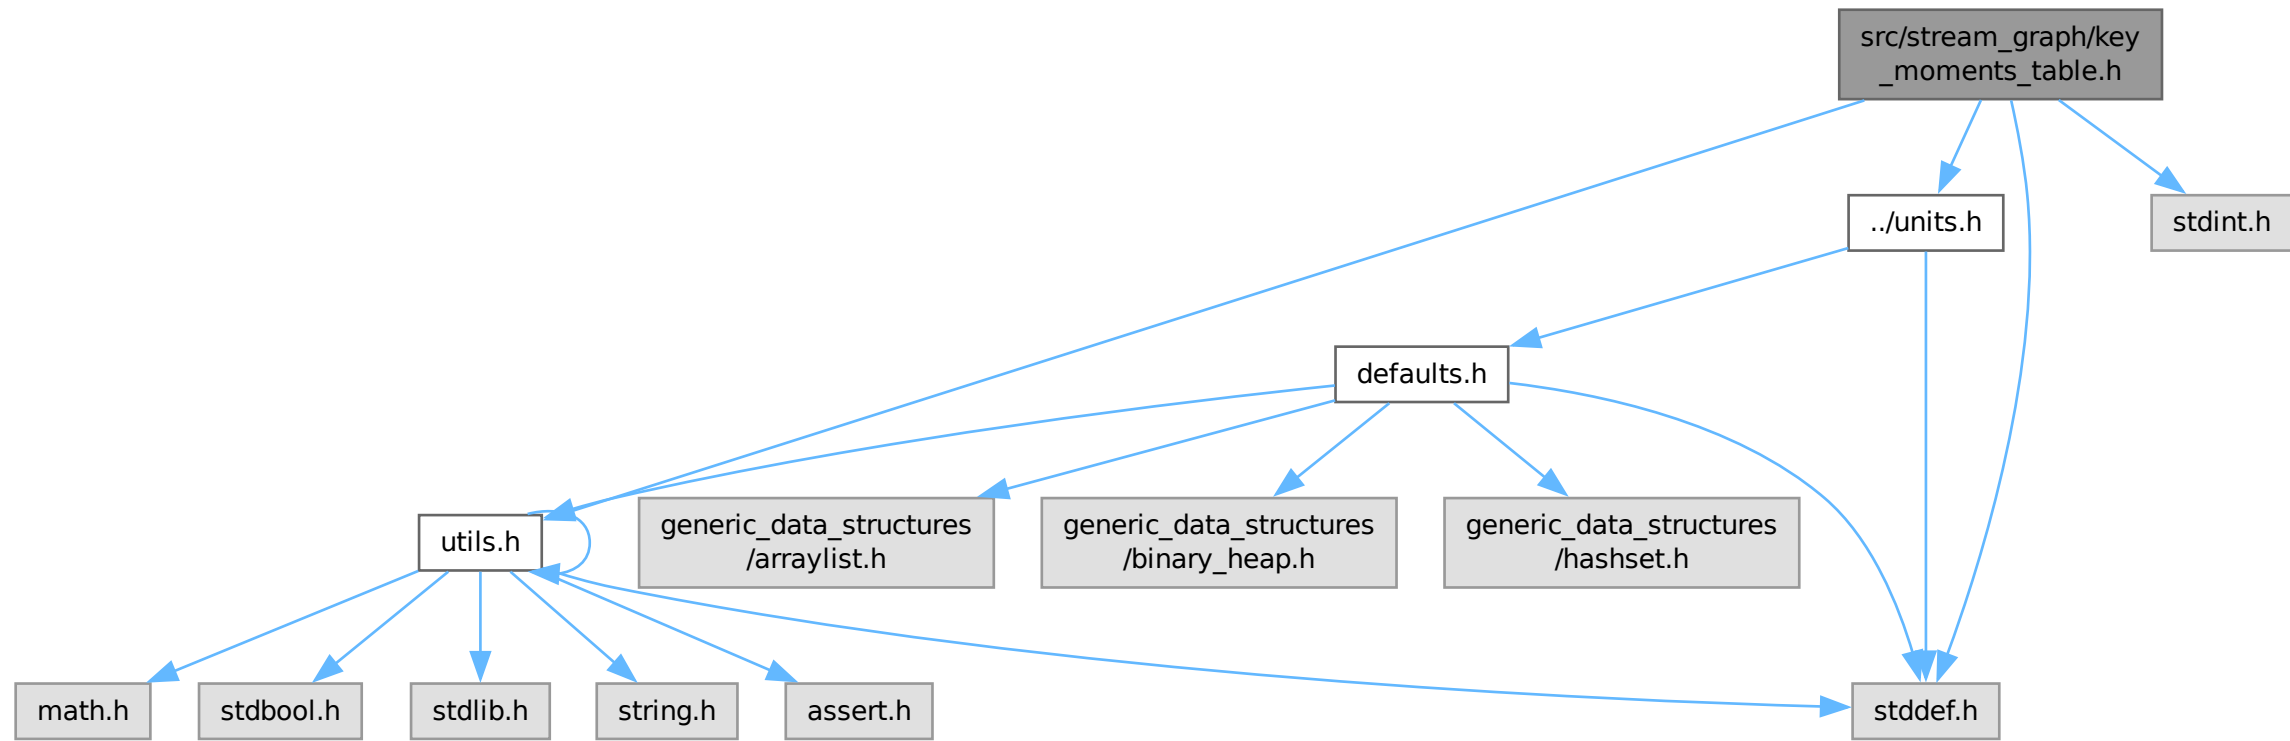 src/stream_graph/key
_moments_table.h
../units.h
stdint.h
defaults.h
utils.h
generic_data_structures
/arraylist.h
generic_data_structures
/binary_heap.h
generic_data_structures
/hashset.h
math.h
stdbool.h
stdlib.h
string.h
assert.h
stddef.h